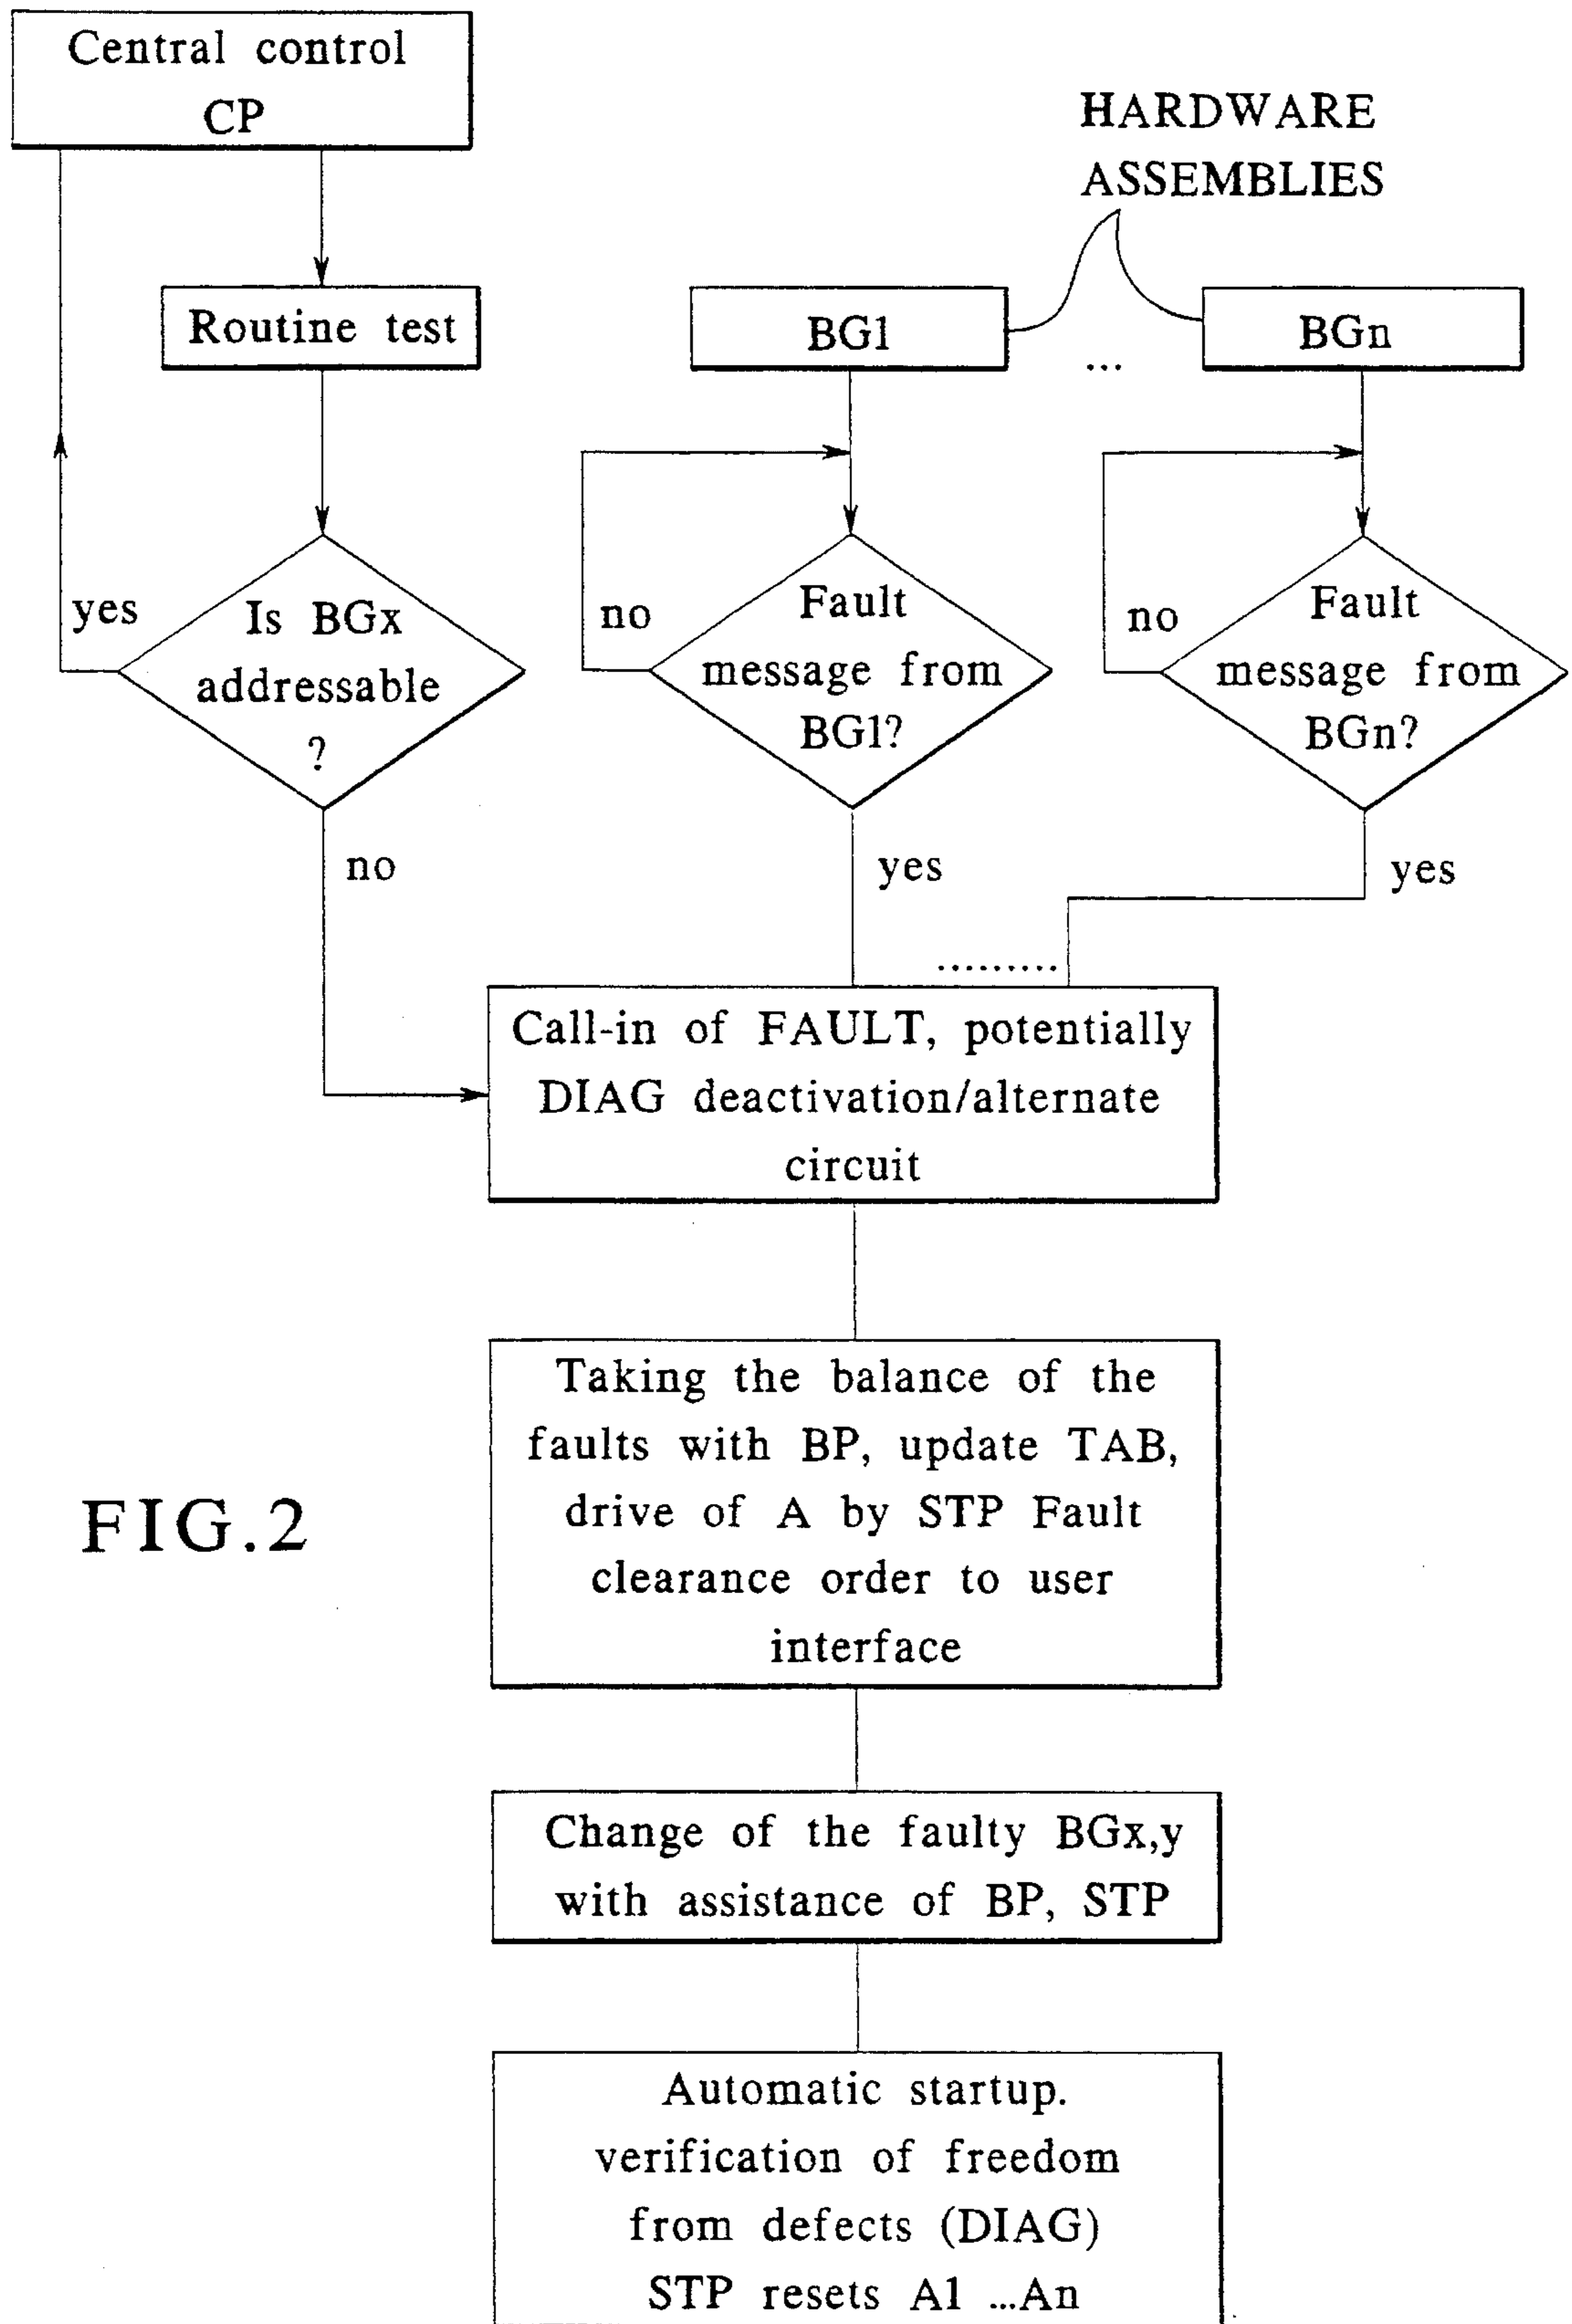 Central control
CP
HARDWARE
ASSEMBLIES
Routine test
BG1
...
BGn
yes
Is BGx
addressable
?
no
Fault
message from
BG1?
no
Fault
message from
BGn?
no
yes
yes
.........
Call-in of FAULT, potentially
DIAG deactivation/alternate
circuit
Taking the balance of the
faults with BP, update TAB,
drive of A by STP Fault
clearance order to user
interface
FIG.2
Change of the faulty BGx,y
with assistance of BP, STP
Automatic startup.
verification of freedom
from defects (DIAG)
STP resets A1 ...An